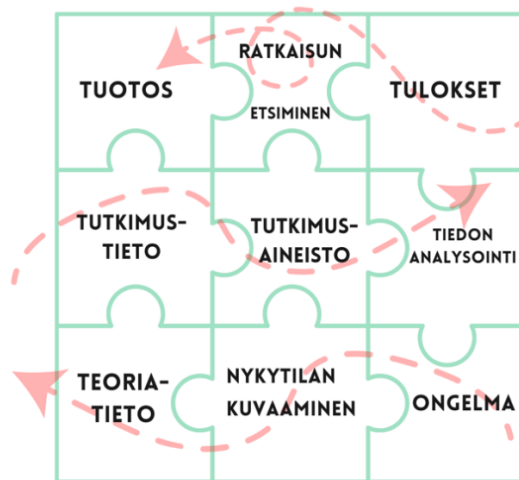 RATKAISUN
ETSIMINEN
TUOTOS
TULOKSET
TUTKIMUS-
TIETO
TUTKIMUS-
AINEISTO
TIEDON
ANALYSOINTI
TEORIA-
TIETO
NYKYTILAN
KUVAAMINEN
ONGELMA